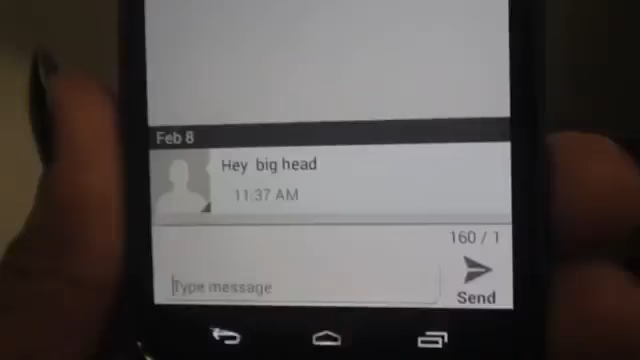 Feb 8
Hey big head
11:37 AM
160 / 1
Type message
Send